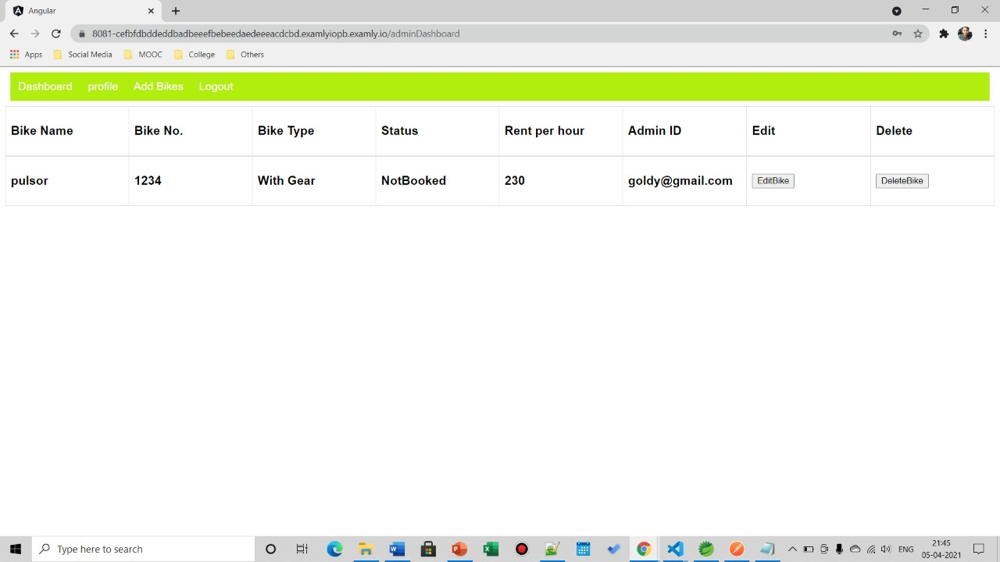 Angular
8081-cefbfdbddeddbadbeeefbebeedaedeeeacdcbd.examlyiopb.examly.io/adminDashboard
Apps Social Media MOOC College Others
Dashboard profile Add Bikes Logout
Bike Name Bike No. Bike Type Status Rent per hour Admin ID Edit Delete
pulsor 1234 With Gear NotBooked 230 goldy@gmail.com EditBike DeleteBike
Type here to search
ENG
21:45
05-04-2021